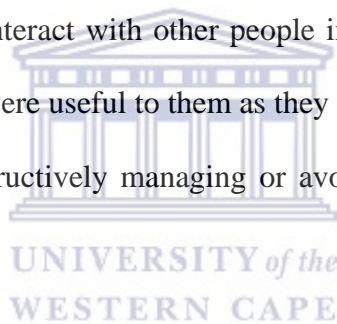 nteract with other people i
ere useful to them as they
ructively managing or avo
UNIVERSITY of the
WESTERN CAPE